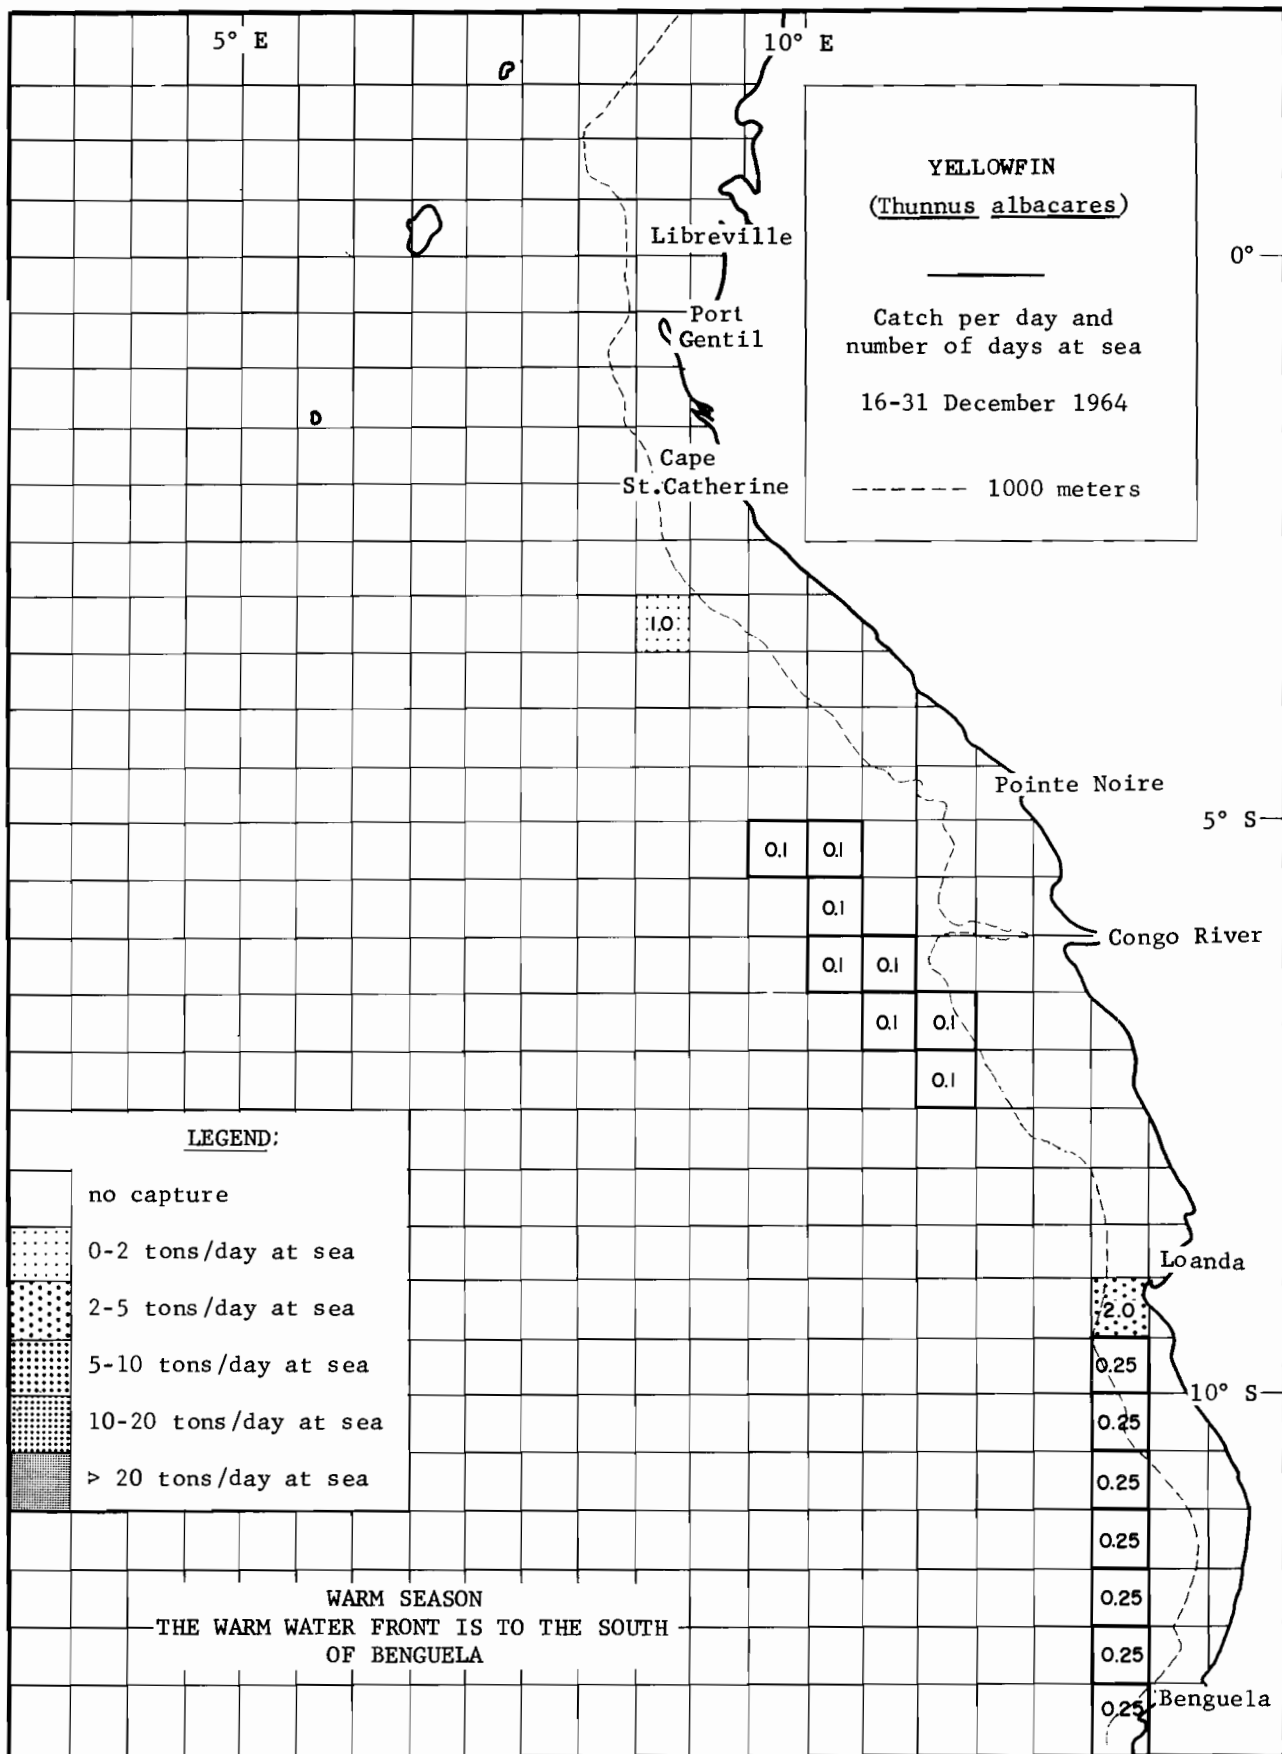 5° E
10° E
YELLOWFIN
(Thunnus albacares)
Libreville
0°
Port
Gentil
Catch per day and
number of days at sea
16-31 December 1964
Cape
St.Catherine
------ 1000 meters
1.0
Pointe Noire
5° S
0.1 0.1
0.1
Congo River
0.1 0.1
0.1 0.1
0.1
LEGEND:
no capture
0-2 tons/day at sea
2-5 tons/day at sea
5-10 tons/day at sea
10-20 tons/day at sea
> 20 tons/day at sea
Loanda
2.0
0.25
10° S
0.25
0.25
0.25
0.25
0.25
0.25
WARM SEASON
THE WARM WATER FRONT IS TO THE SOUTH
OF BENGUELA
Benguela